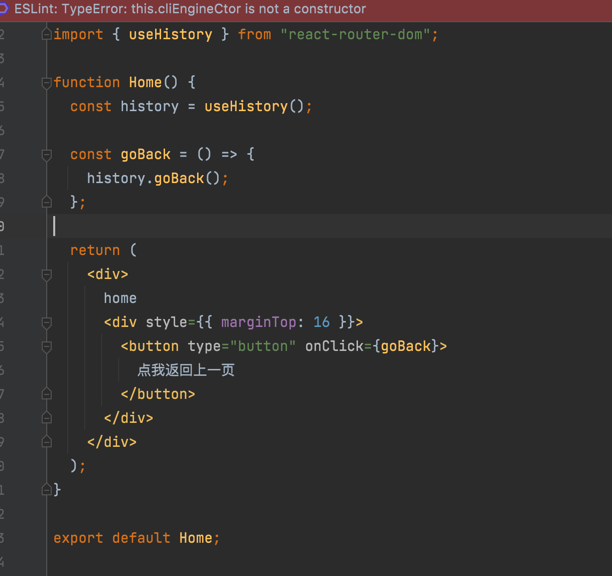 ESLint: TypeError: this.cliEngineCtor is not a constructor
2 import { useHistory } from "react-router-dom";
3
4 function Home() {
5 const history = useHistory();
6
7 const goBack = () => {
8 history.goBack();
9 };
0
1 return (
2 <div>
3 home
4 <div style={{ marginTop: 16 }}>
5 <button type="button" onClick={goBack}>
6 点我返回上一页
7 </button>
8 </div>
9 </div>
0 );
1 }
2
3 export default Home;
4